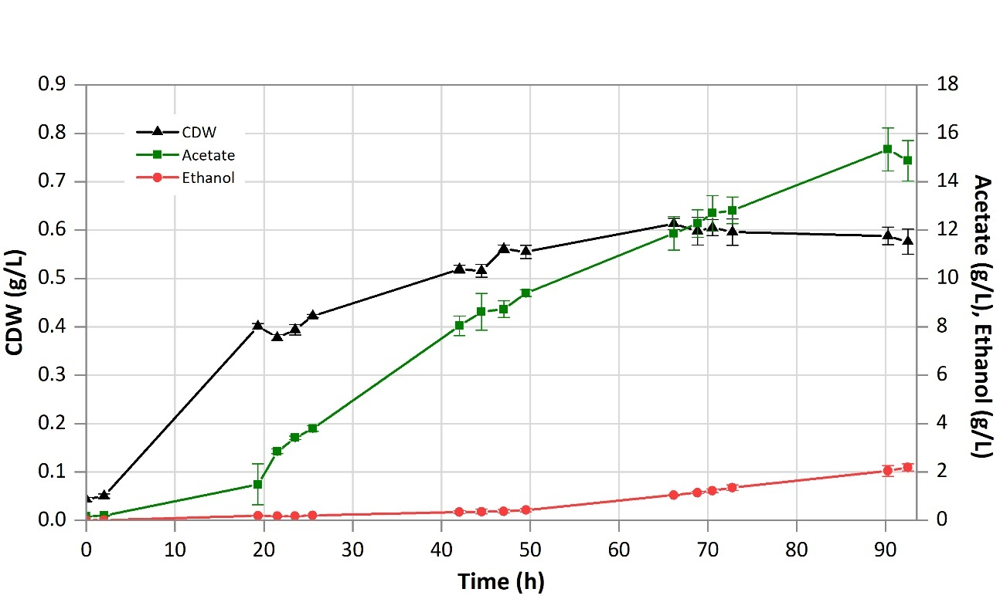 0.9
0.8
0.7
0.6
0.5
0.4
0.3
0.2
0.1
0.0
CDW (g/L)
CDW
Acetate
Ethanol
18
16
14
12
10
8
6
4
2
0
Acetate (g/L), Ethanol (g/L)
0 10 20 30 40 50 60 70 80 90
Time (h)